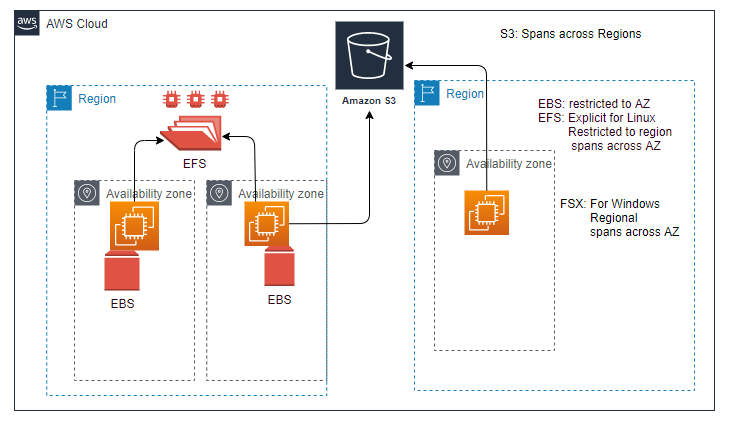 aws
AWS Cloud
S3: Spans across Regions
Amazon S3
Region
Region
EBS: restricted to AZ
EFS: Explicit for Linux
Restricted to region
spans across AZ
EFS
Availability zone
Availability zone
Availability zone
FSX: For Windows
Regional
spans across AZ
EBS
EBS